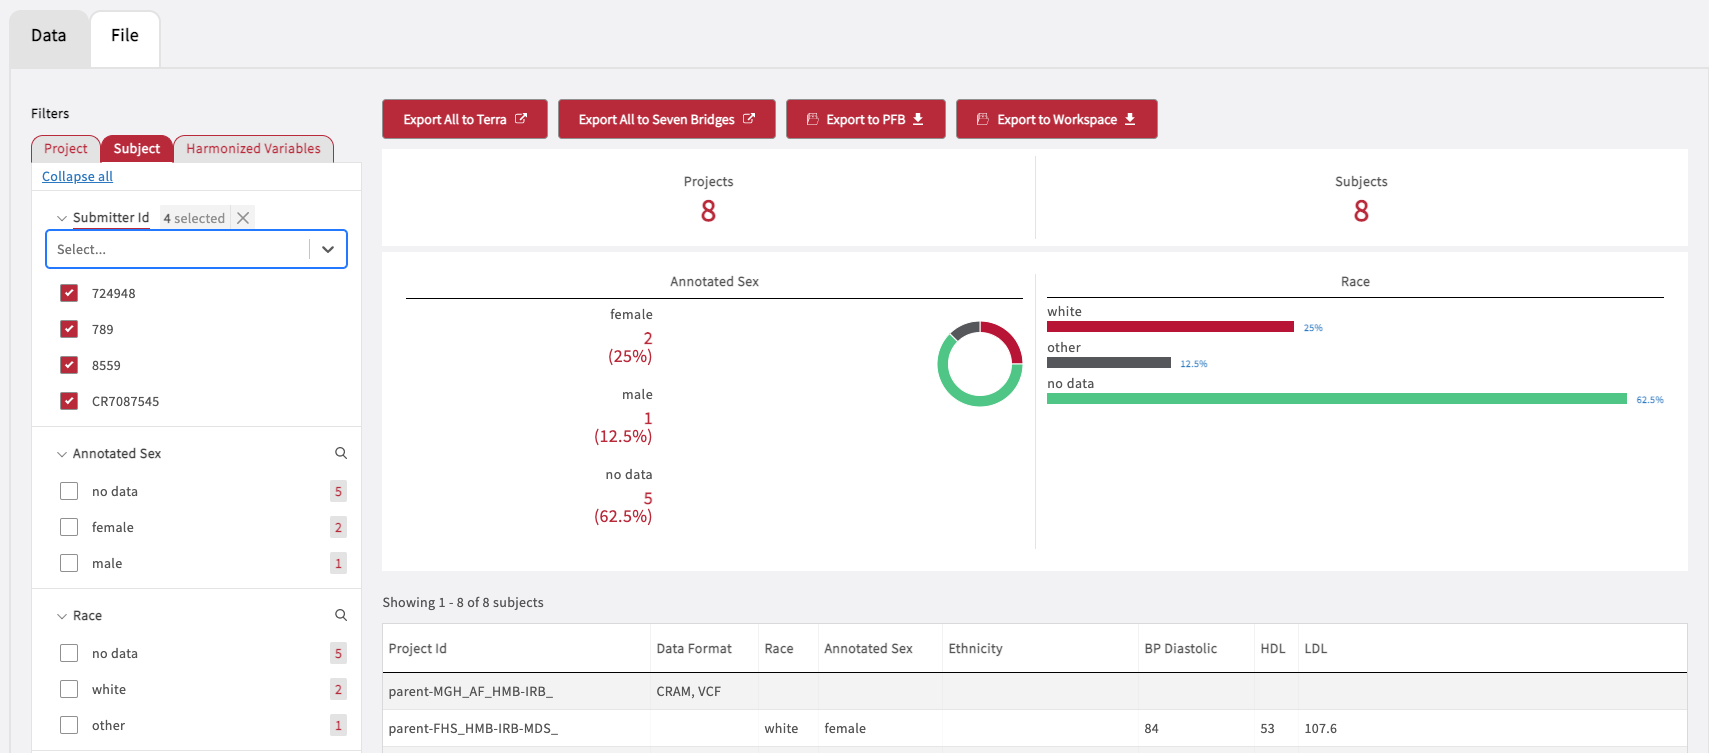 Data
File
Filters
Project
Subject
Harmonized Variables
Collapse all
Submitter Id
4 selected
Select...
724948
789
8559
CR7087545
Annotated Sex
no data
5
female
2
male
1
Race
no data
5
white
2
other
1
Export All to Terra
Export All to Seven Bridges
Export to PFB
Export to Workspace
Projects
8
Subjects
8
Annotated Sex
female
2
(25%)
male
1
(12.5%)
no data
5
(62.5%)
Race
white
25%
other
12.5%
no data
62.5%
Showing 1 - 8 of 8 subjects
Project Id Data Format Race Annotated Sex Ethnicity BP Diastolic HDL LDL
parent-MGH_AF_HMB-IRB_ CRAM, VCF
parent-FHS_HMB-IRB-MDS_ white female 84 53 107.6